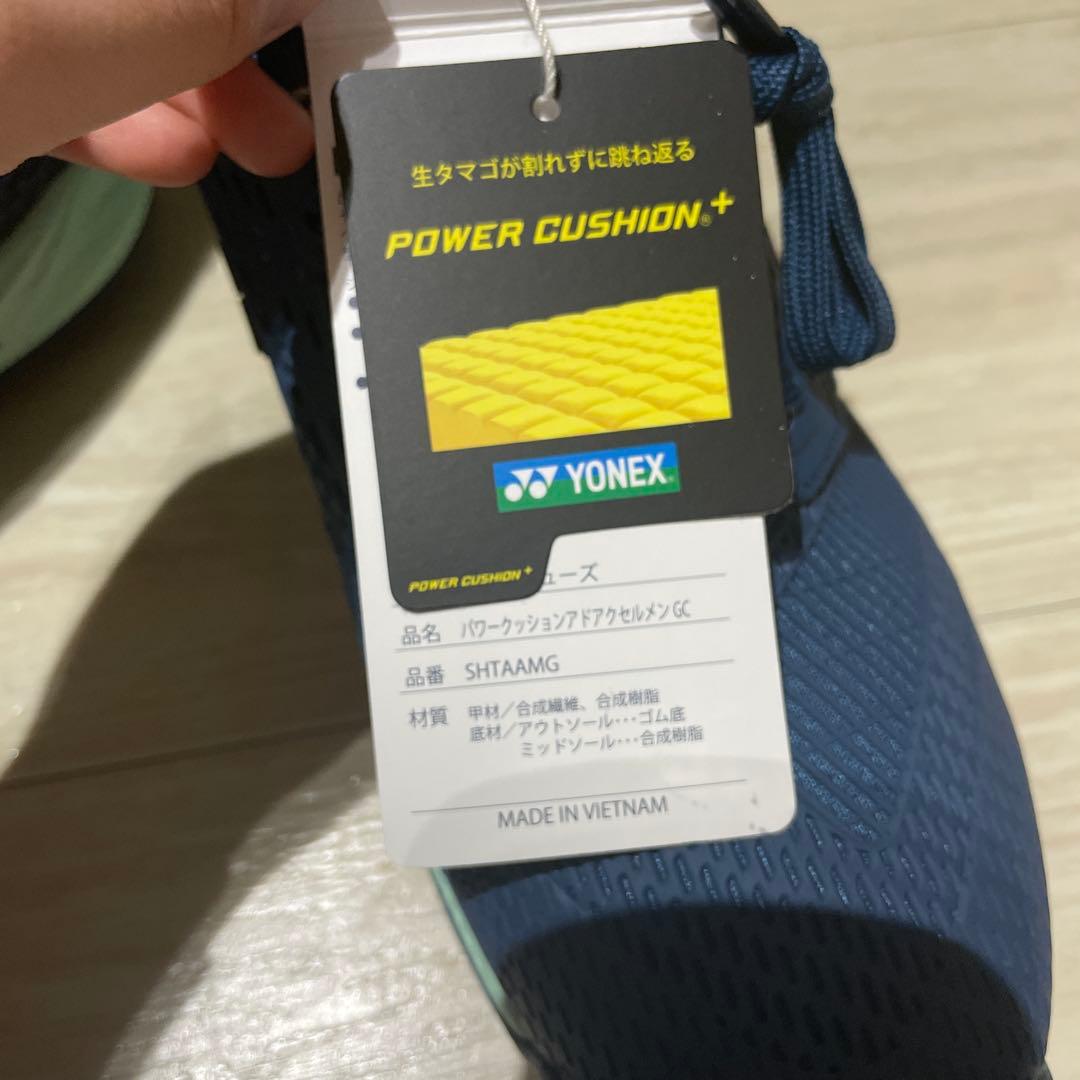 生タマゴが割れずに跳ね返る
POWER CUSHION®+
YONEX®
POWER CUSHION+
ューズ
品名 パワークッションアドアクセルメン GC
品番 SHTAAMG
材質 甲材／合成繊維、合成樹脂
底材／アウトソール･･･ゴム底
ミッドソール･･･合成樹脂
MADE IN VIETNAM